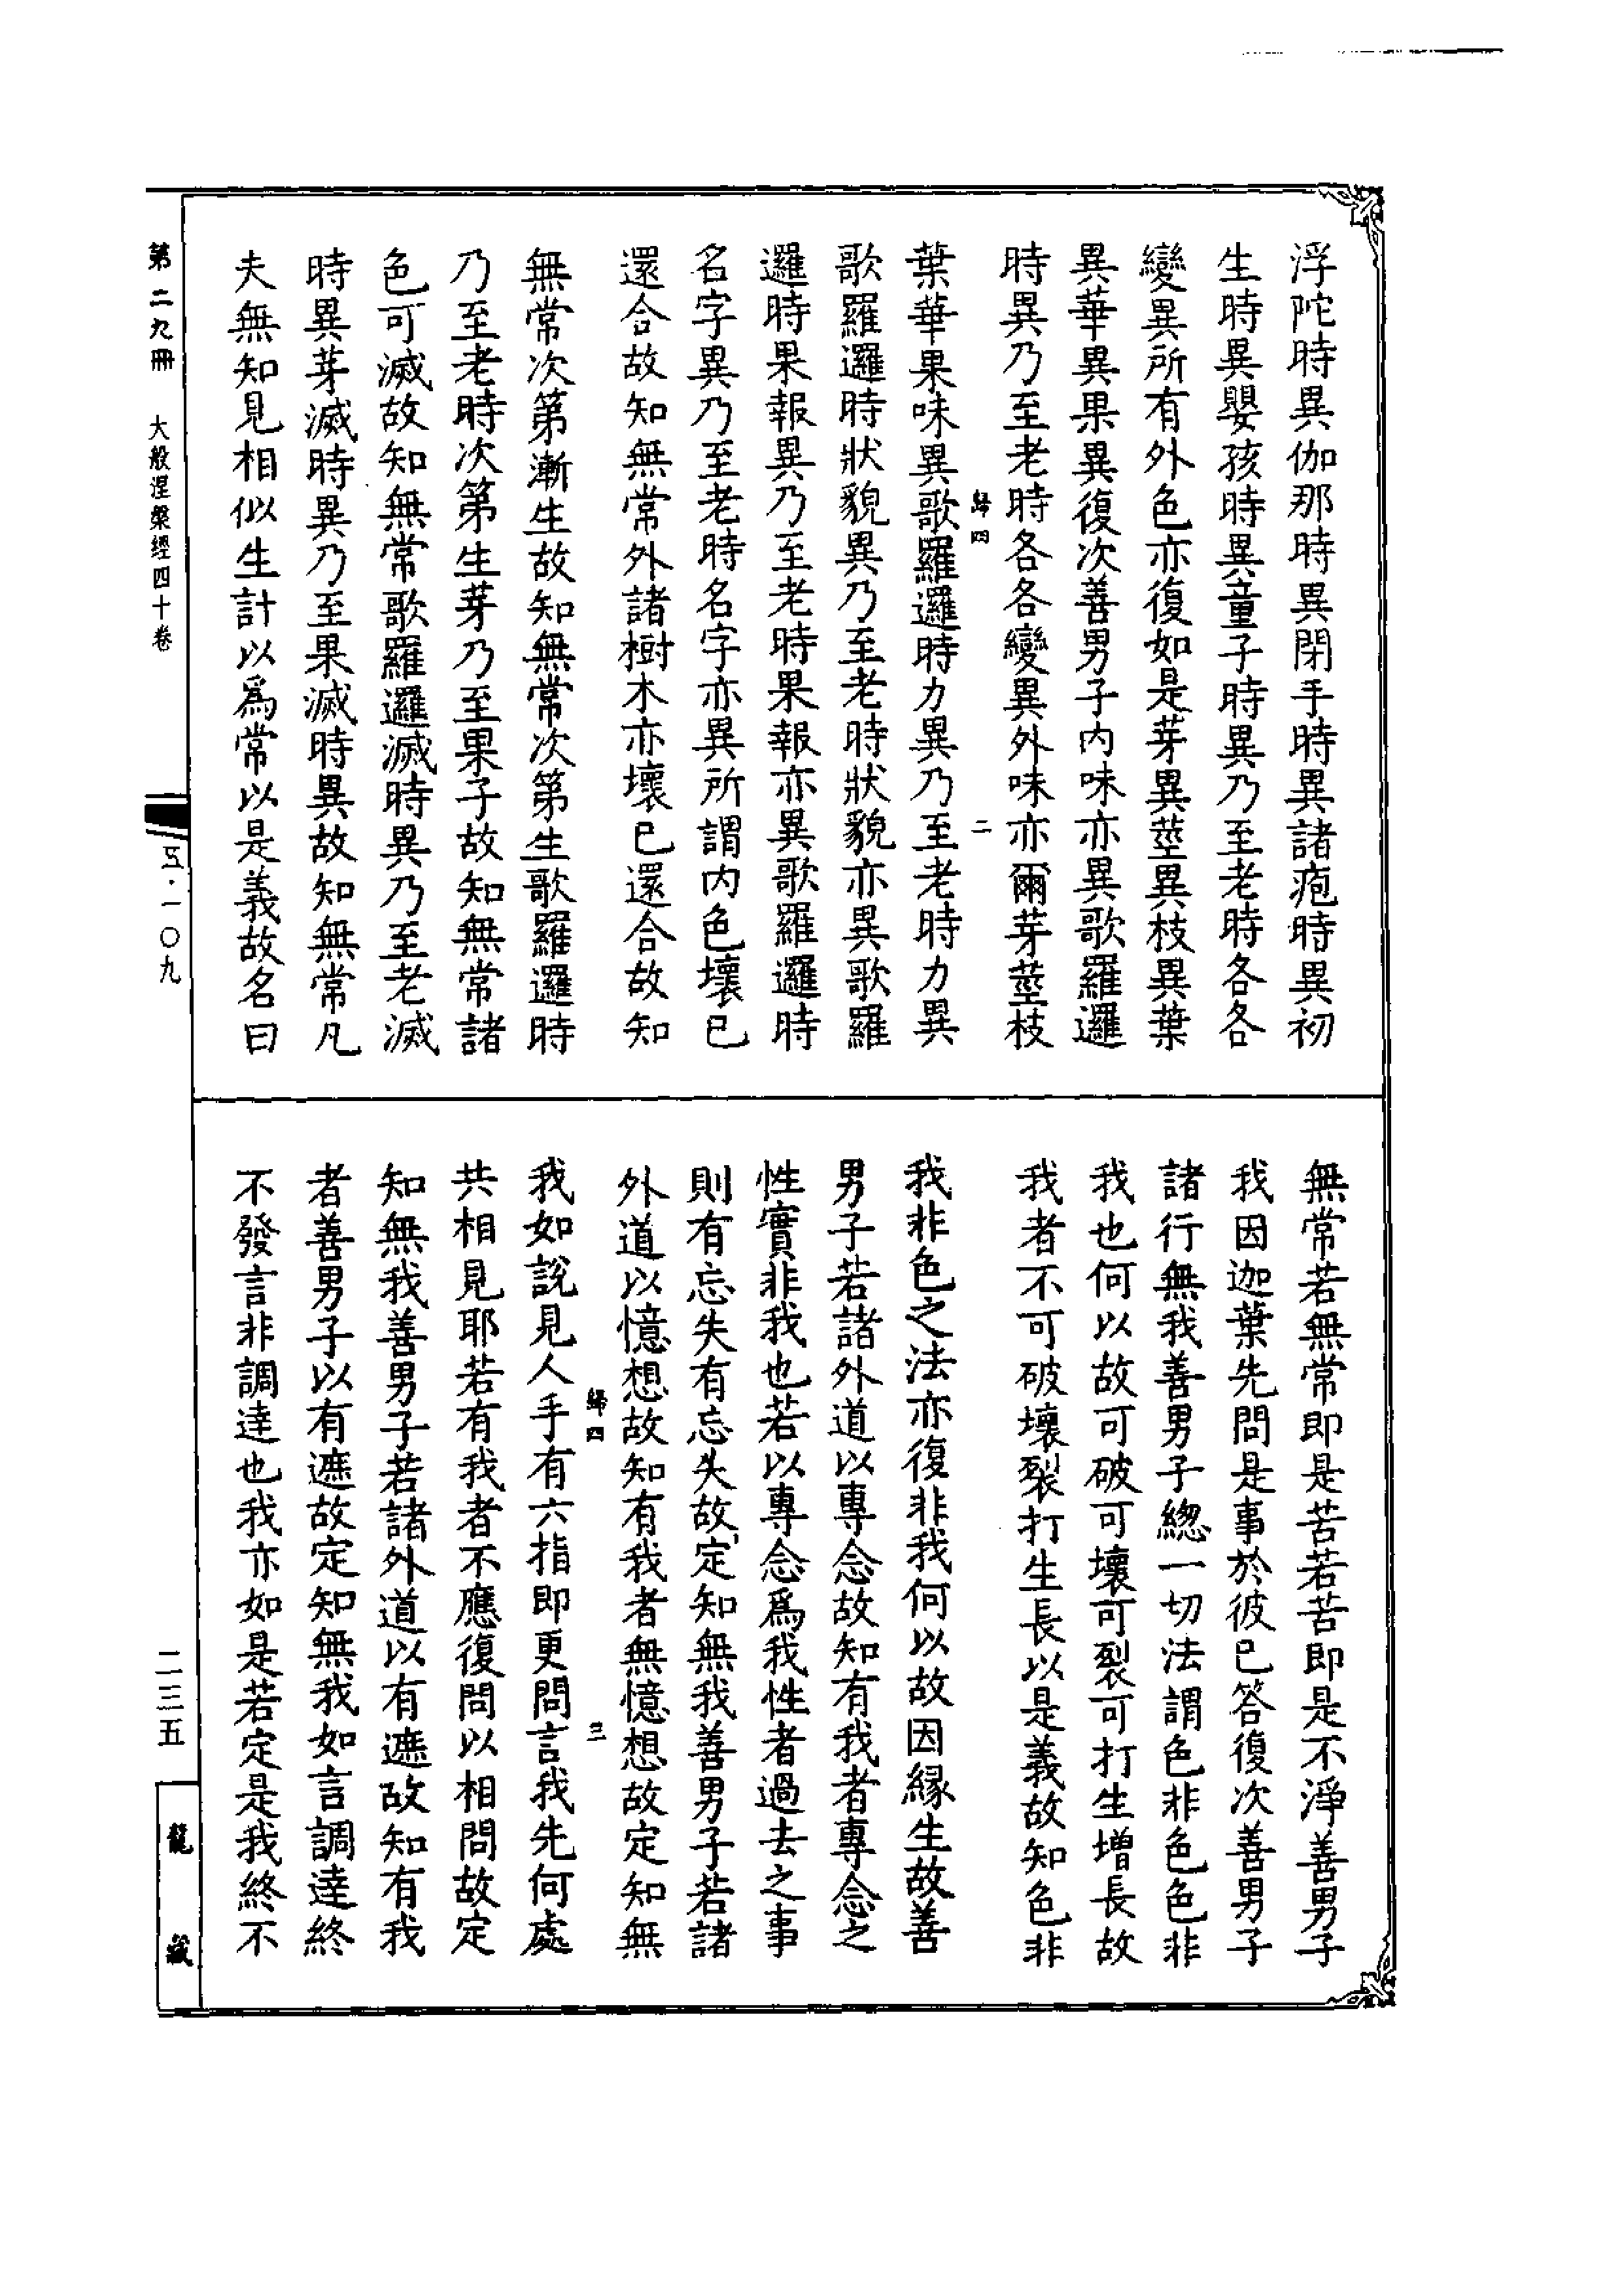 浮陀時異伽那時異閉手時異諸疱時異初
生時異嬰孩時異童子時異乃至老時各各
變異所有外色亦復如是芽異莖異枝異葉
異華異果異復次善男子內味亦異歌羅邏
時異乃至老時各各變異外味亦爾芽莖枝
歸四
二
葉華果味異歌羅邏時力異乃至老時力異
歌羅邏時狀貌異乃至老時狀貌亦異歌羅
邏時果報異乃至老時果報亦異歌羅邏時
名字異乃至老時名字亦異所謂內色壞已
還合故知無常外諸樹木亦壞已還合故知
無常次第漸生故知無常次第生歌羅邏時
乃至老時次第生芽乃至果子故知無常諸
色可滅故知無常歌羅邏滅時異乃至老滅
時異芽滅時異乃至果滅時異故知無常凡
夫無知見相似生計以為常以是義故名曰
無常若無常即是苦若苦即是不淨善男子
我因迦葉先問是事於彼已答復次善男子
諸行無我善男子總一切法謂色非色色非
我也何以故可破可壞可裂可打生增長故
我者不可破壞裂打生長以是義故知色非
我非色之法亦復非我何以故因緣生故善
男子若諸外道以專念故知有我者專念之
性實非我也若以專念為我性者過去之事
則有忘失有忘失故定知無我善男子若諸
外道以憶想故知有我者無憶想故定知無
歸四
三
我如說見人手有六指即更問言我先何處
共相見耶若有我者不應復問以相問故定
知無我善男子若諸外道以有遮故知有我
者善男子以有遮故定知無我如言調達終
不發言非調達也我亦如是若定是我終不
第二九冊 大般涅槃經四十卷
五·一〇九
二三五
龍藏